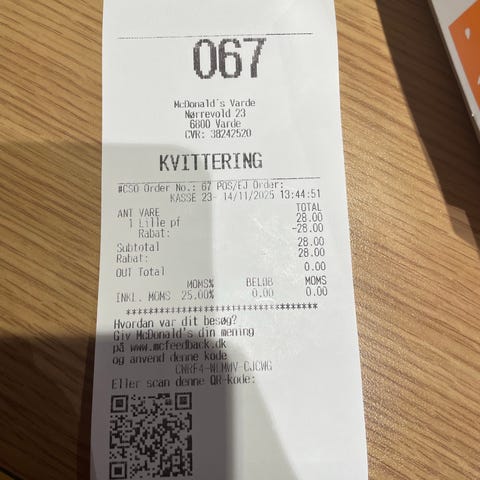 067
McDonald's Varde
Nørrevold 23
6800 Varde
CVR: 38242520
KVITTERING
#CSO Order No.: 67 POS/EJ Order:
KASSE 23- 14/11/2025 13:44:51
ANT VARE TOTAL
1 Lille pf 28.00
Rabat: -28.00
Subtotal 28.00
Rabat: 28.00
OUT Total 0.00
MOMS% BELØB MOMS
INKL. MOMS 25.00% 0.00 0.00
************************************
Hvordan var dit besøg?
Giv McDonald's din mening
på www.mcfeedback.dk
og anvend denne kode
Eller scan denne QR-kode: